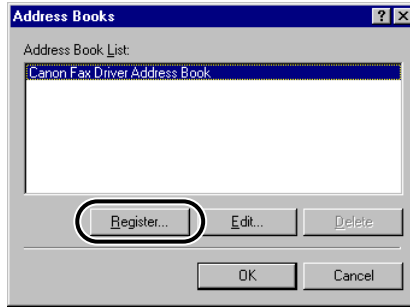 Address Books
Address Book List:
Canon Fax Driver Address Book
Register... Edit... Delete
OK Cancel